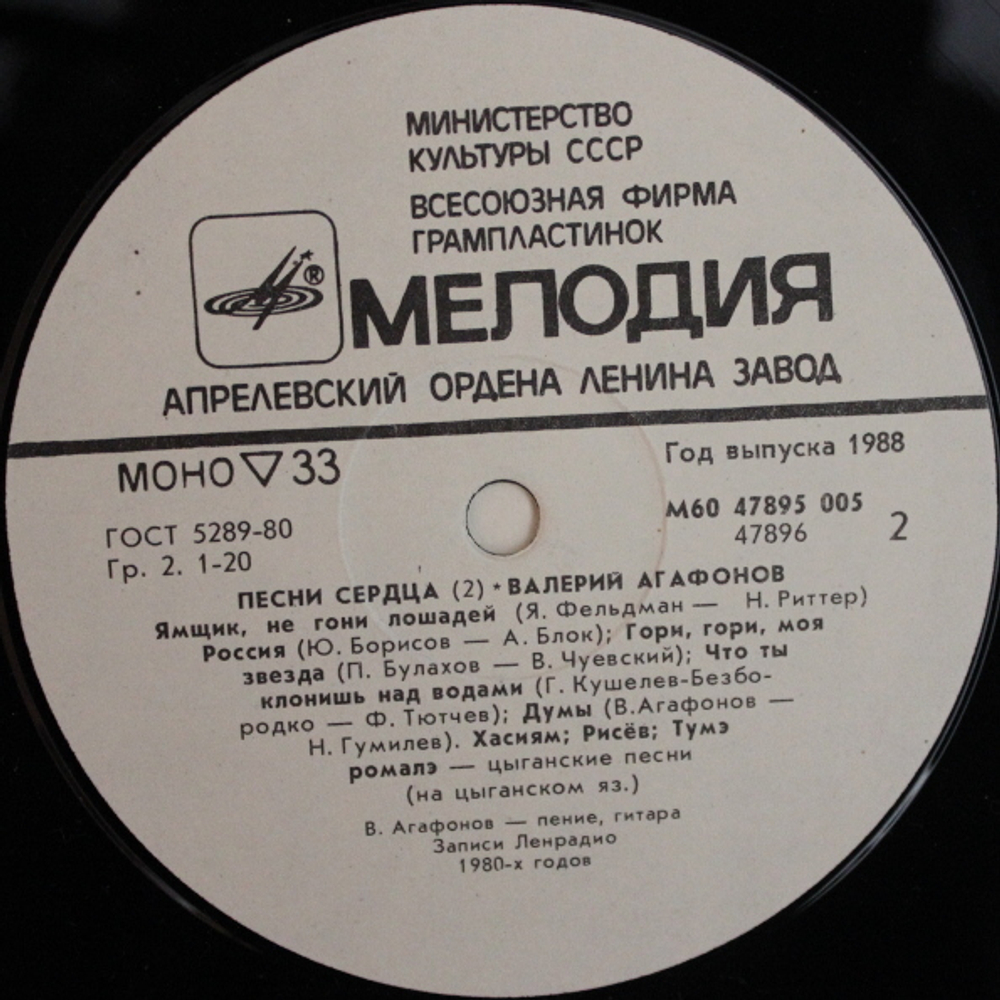 МИНИСТЕРСТВО
КУЛЬТУРЫ СССР
ВСЕСОЮЗНАЯ ФИРМА
ГРАМПЛАСТИНОК
®
МЕЛОДИЯ
АПРЕЛЕВСКИЙ ОРДЕНА ЛЕНИНА ЗАВОД
МОНО ▽ 33
Год выпуска 1988
ГОСТ 5289-80
Гр. 2. 1-20
М60 47895 005
47896
2
ПЕСНИ СЕРДЦА (2) * ВАЛЕРИЙ АГАФОНОВ
Ямщик, не гони лошадей (Я. Фельдман — Н. Риттер)
Россия (Ю. Борисов — А. Блок); Гори, гори, моя
звезда (П. Булахов — В. Чуевский); Что ты
клонишь над водами (Г. Кушелев-Безбо-
родко — Ф. Тютчев); Думы (В.Агафонов —
Н. Гумилев). Хасиям; Рисёв; Тумэ
ромалэ — цыганские песни
(на цыганском яз.)
В. Агафонов — пение, гитара
Записи Ленрадио
1980-х годов